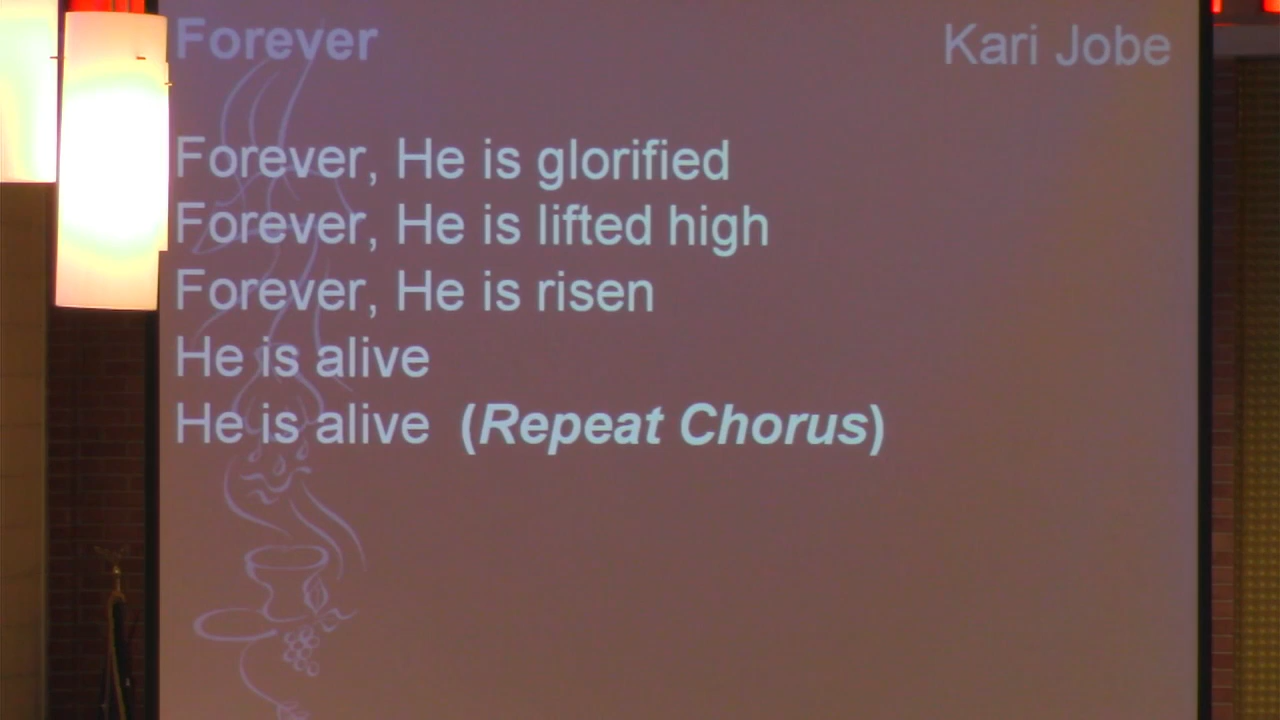 Forever Kari Jobe
Forever, He is glorified
Forever, He is lifted high
Forever, He is risen
He is alive
He is alive (Repeat Chorus)